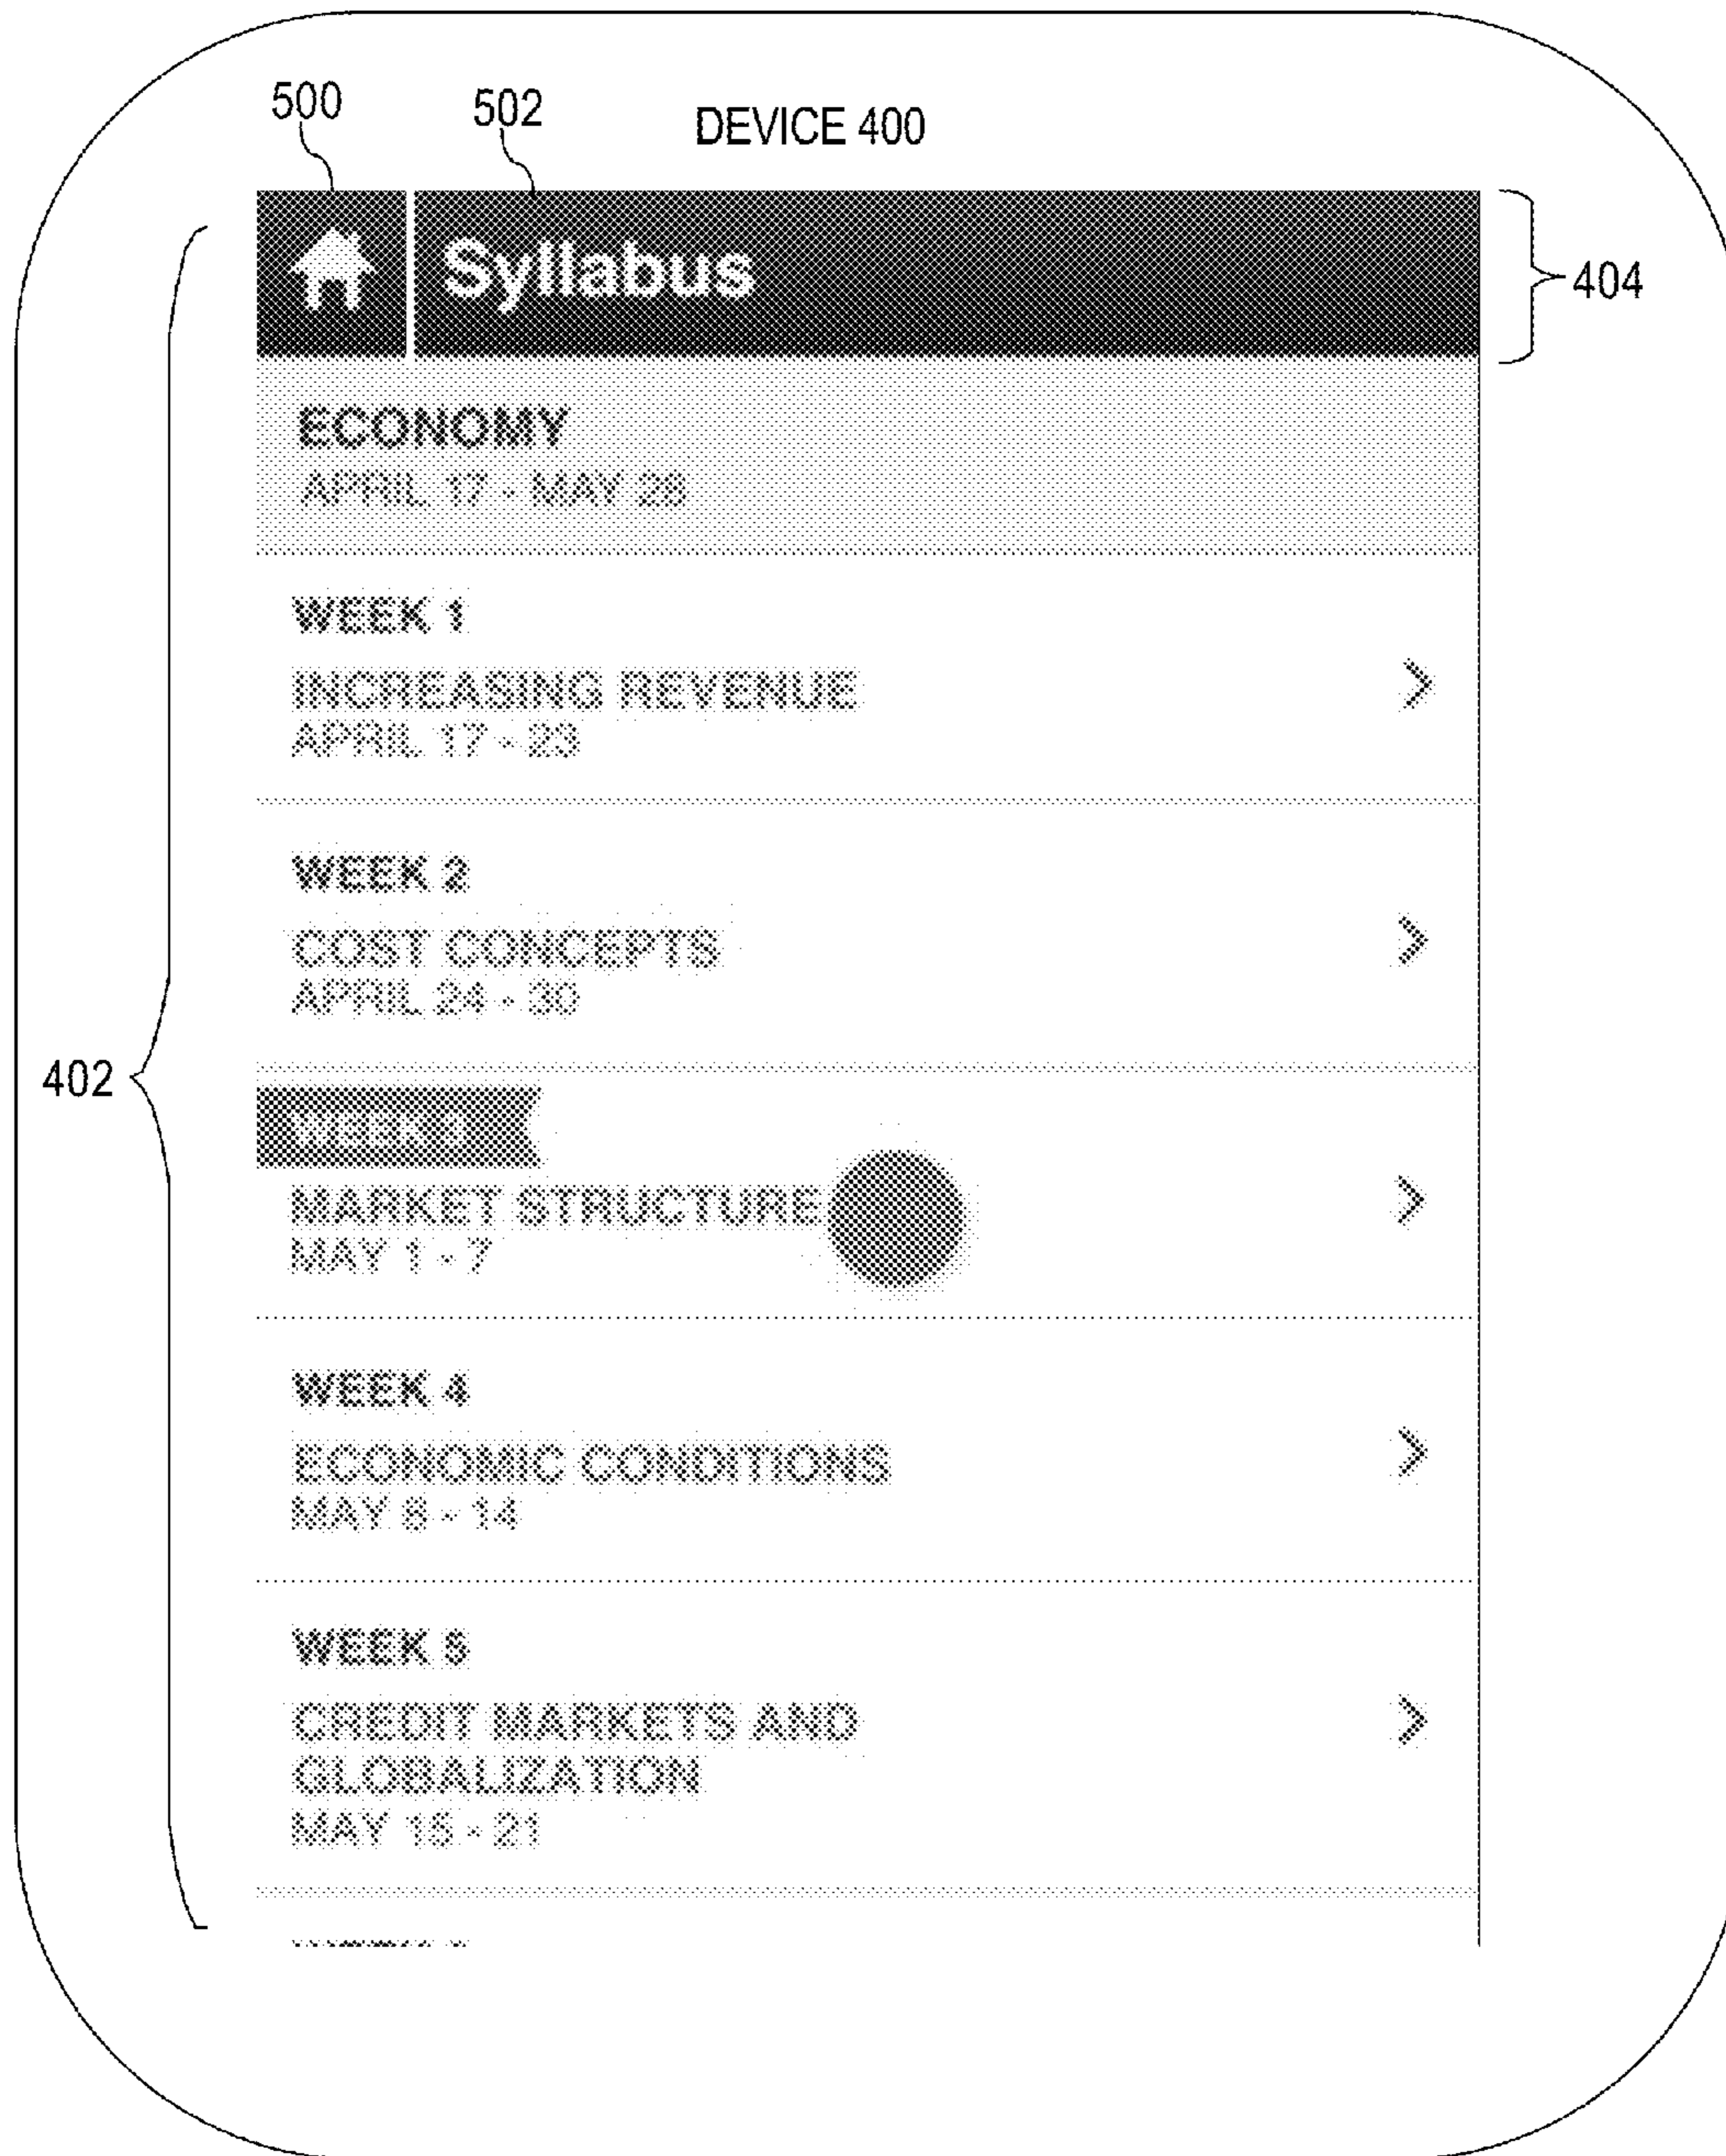 500
502
DEVICE 400
Syllabus
404
ECONOMY
APRIL 17 - MAY 28
WEEK 1
INCREASING REVENUE
APRIL 17 - 23
WEEK 2
COST CONCEPTS
APRIL 24 - 30
402
WEEK
MARKET STRUCTURE
MAY 1 - 7
WEEK 4
ECONOMIC CONDITIONS
MAY 8 - 14
WEEK 5
CREDIT MARKETS AND
GLOBALIZATION
MAY 15 - 21